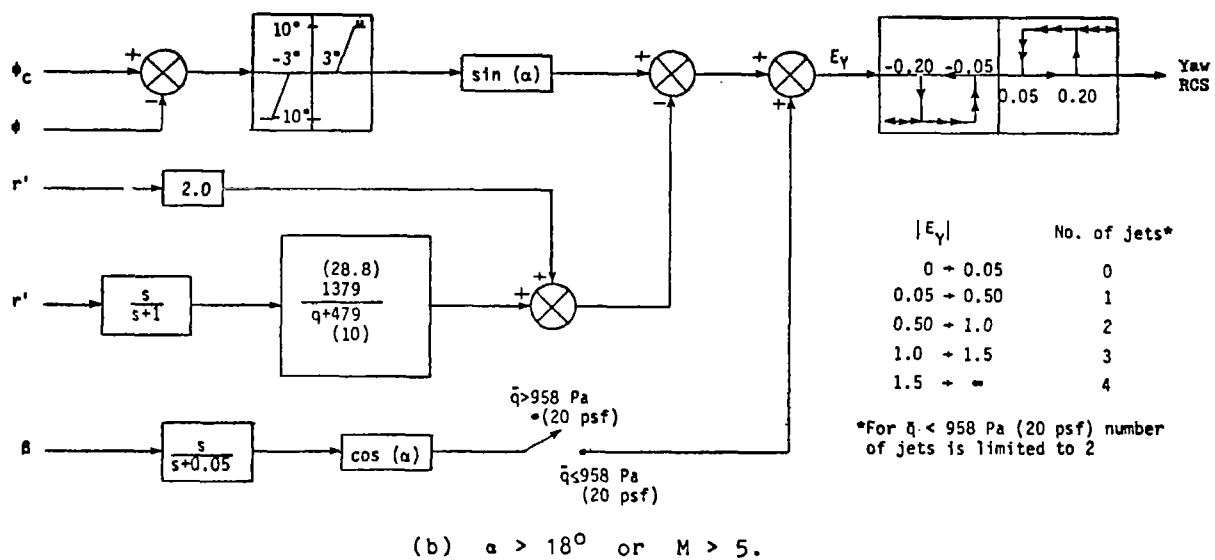 ϕc
+
-
ϕ
10°
-3°
3°
-10°
sin (α)
+
-
+
+
EY
-0.20 -0.05
0.05 0.20
Yaw
RCS
r'
2.0
r'
s
s+1
(28.8)
1379
q+479
(10)
+
+
β
s
s+0.05
cos (α)
q̄>958 Pa
(20 psf)
q̄≤958 Pa
(20 psf)
|EY| No. of jets*
0 → 0.05 0
0.05 → 0.50 1
0.50 → 1.0 2
1.0 → 1.5 3
1.5 → ∞ 4
*For q̄ < 958 Pa (20 psf) number
of jets is limited to 2
(b) α > 18° or M > 5.